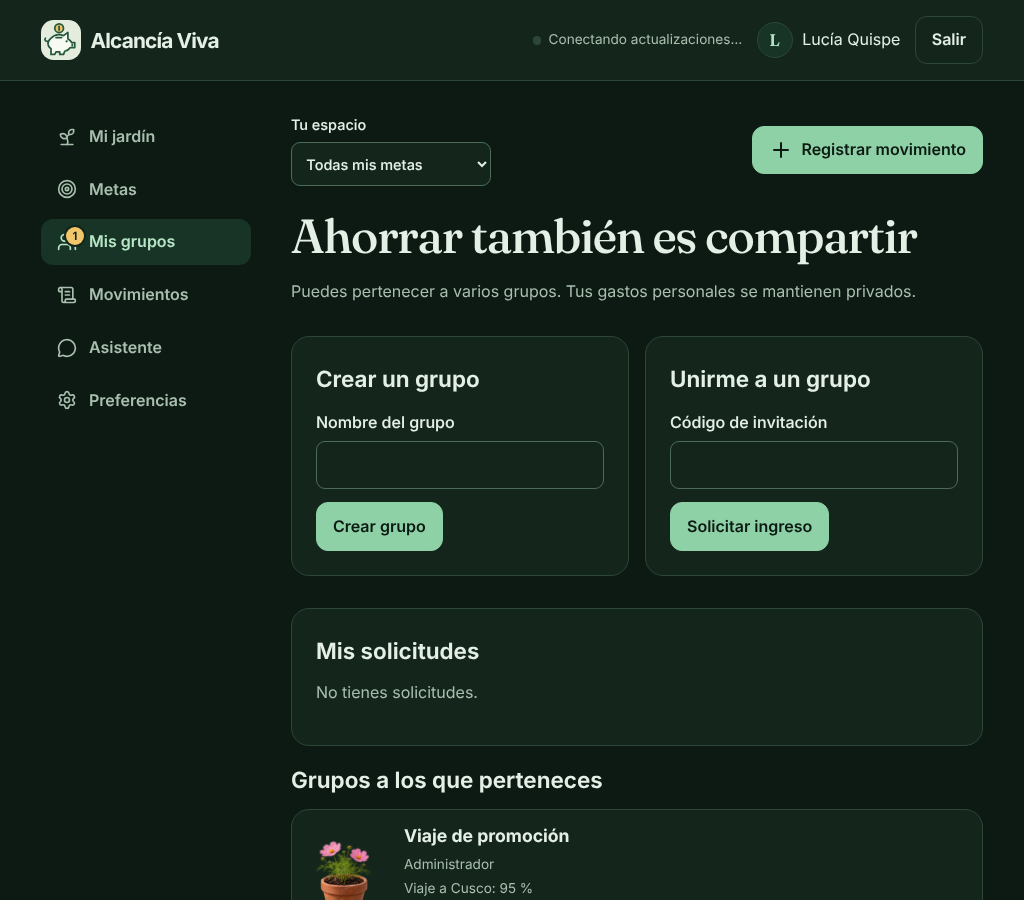 Alcancía Viva
Conectando actualizaciones...
L
Lucía Quispe
Salir
Mi jardín
Metas
1
Mis grupos
Movimientos
Asistente
Preferencias
Tu espacio
Todas mis metas
Registrar movimiento
Ahorrar también es compartir
Puedes pertenecer a varios grupos. Tus gastos personales se mantienen privados.
Crear un grupo
Nombre del grupo
Crear grupo
Unirme a un grupo
Código de invitación
Solicitar ingreso
Mis solicitudes
No tienes solicitudes.
Grupos a los que perteneces
Viaje de promoción
Administrador
Viaje a Cusco: 95 %